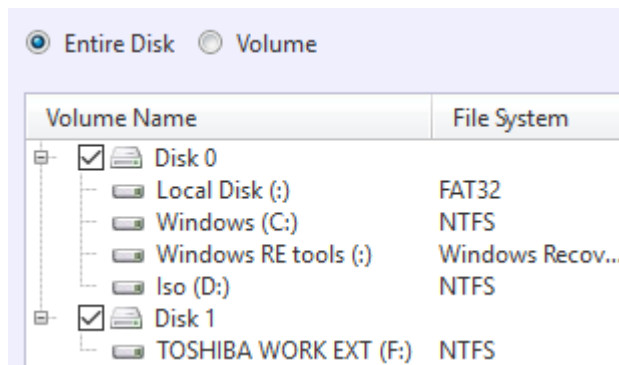 Entire Disk Volume
Volume Name File System
Disk 0
Local Disk (:) FAT32
Windows (C:) NTFS
Windows RE tools (:) Windows Recov...
Iso (D:) NTFS
Disk 1
TOSHIBA WORK EXT (F:) NTFS